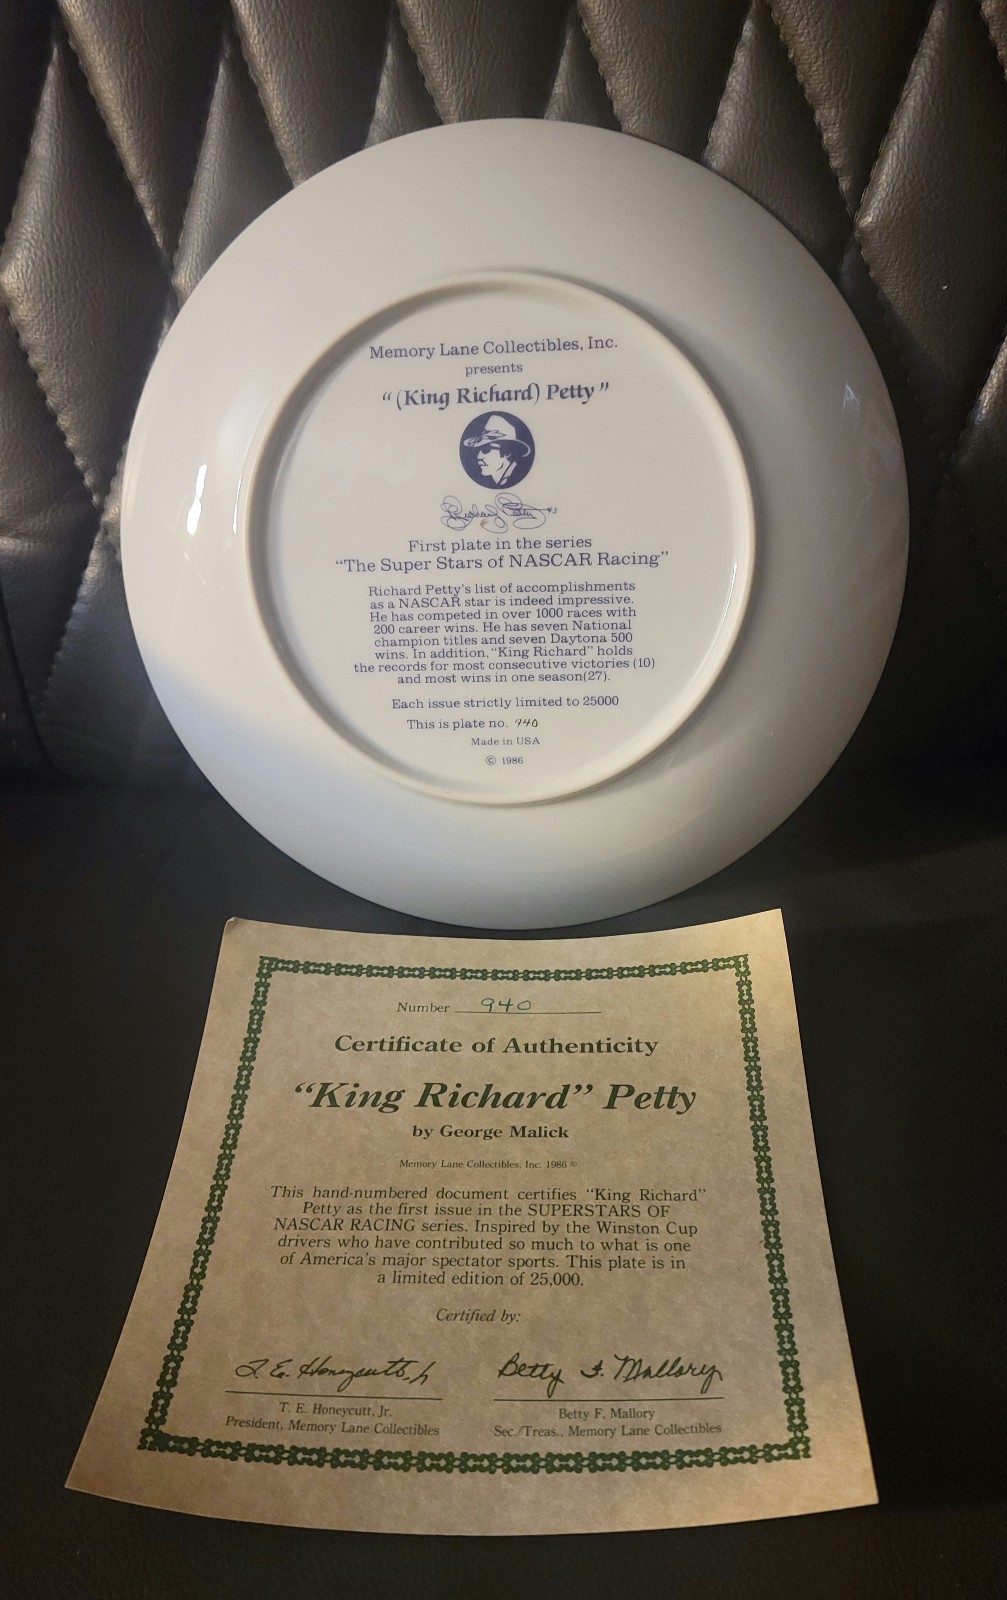 Memory Lane Collectibles, Inc.
presents
"(King Richard) Petty"
Richard Petty 43
First plate in the series
"The Super Stars of NASCAR Racing"
Richard Petty's list of accomplishments
as a NASCAR star is indeed impressive.
He has competed in over 1000 races with
200 career wins. He has seven National
champion titles and seven Daytona 500
wins. In addition, "King Richard" holds
the records for most consecutive victories (10)
and most wins in one season(27).
Each issue strictly limited to 25000
This is plate no. 940
Made in USA
© 1986
Number 940
Certificate of Authenticity
"King Richard" Petty
by George Malick
Memory Lane Collectibles, Inc. 1986 ©
This hand-numbered document certifies "King Richard"
Petty as the first issue in the SUPERSTARS OF
NASCAR RACING series. Inspired by the Winston Cup
drivers who have contributed so much to what is one
of America's major spectator sports. This plate is in
a limited edition of 25,000.
Certified by:
T. E. Honeycutt, Jr. Betty F. Mallory
T. E. Honeycutt, Jr. Betty F. Mallory
President, Memory Lane Collectibles Sec./Treas., Memory Lane Collectibles